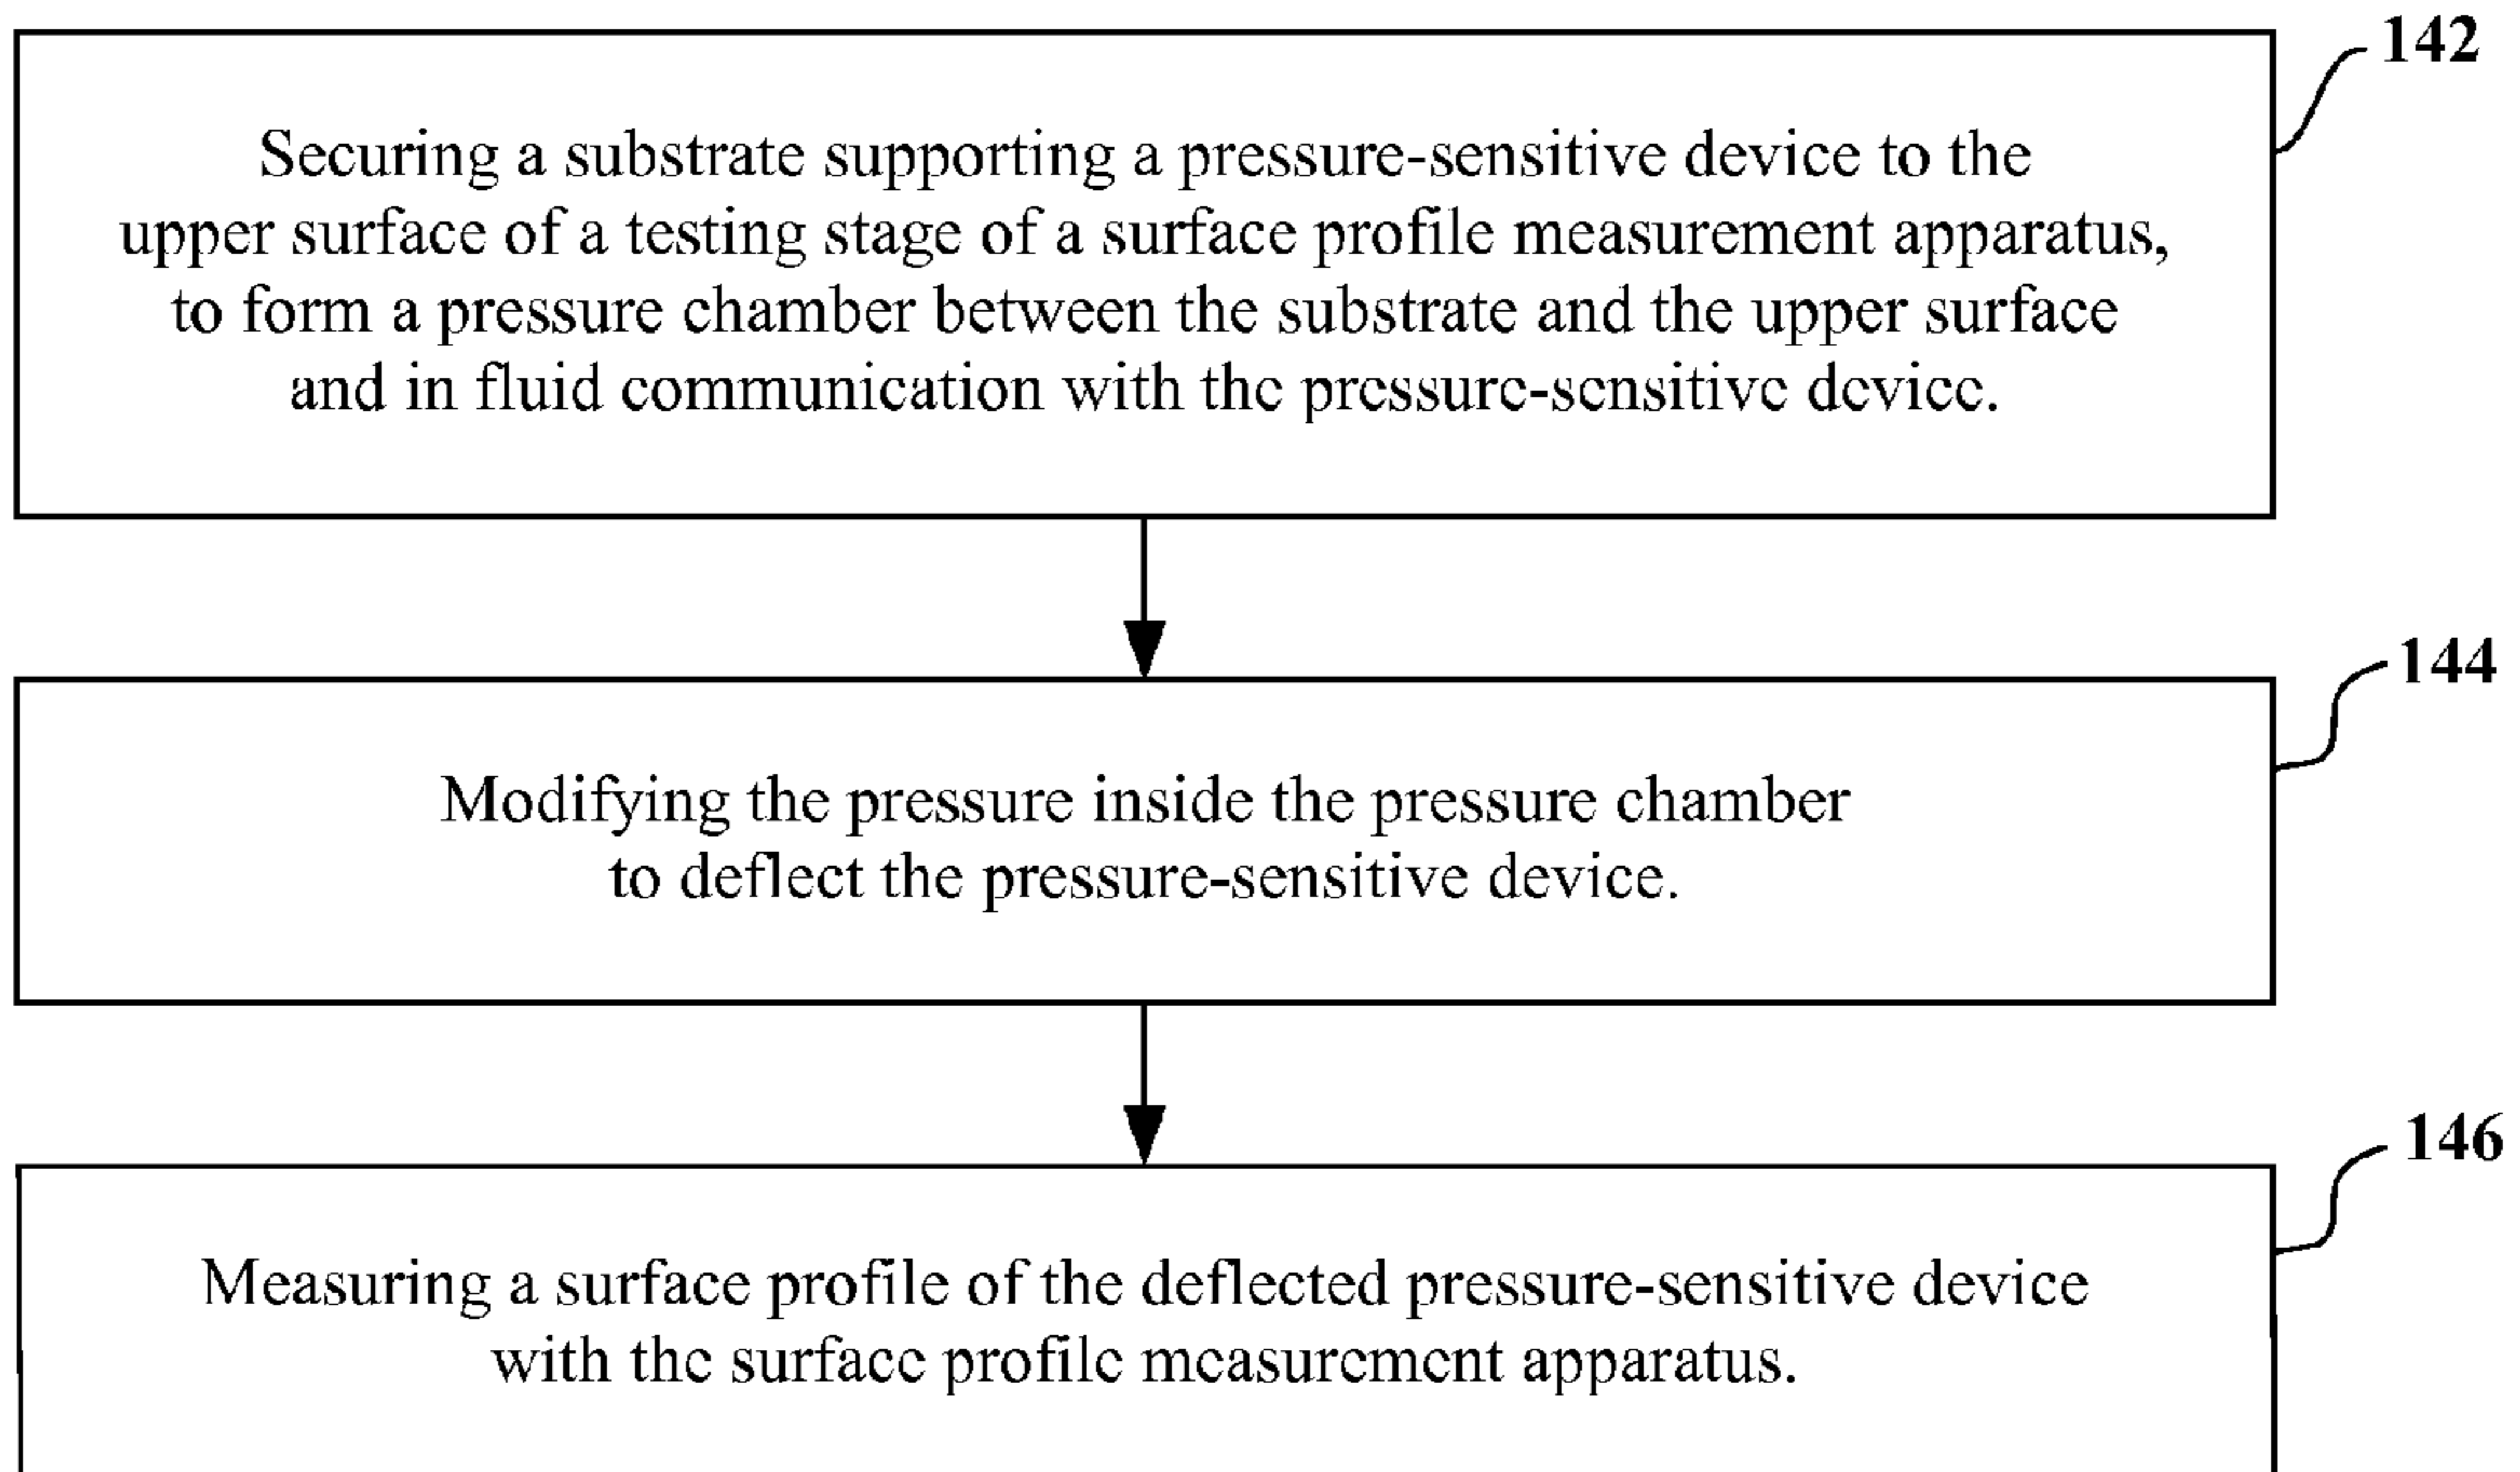 142
Securing a substrate supporting a pressure-sensitive device to the
upper surface of a testing stage of a surface profile measurement apparatus,
to form a pressure chamber between the substrate and the upper surface
and in fluid communication with the pressure-sensitive device.
144
Modifying the pressure inside the pressure chamber
to deflect the pressure-sensitive device.
146
Measuring a surface profile of the deflected pressure-sensitive device
with the surface profile measurement apparatus.